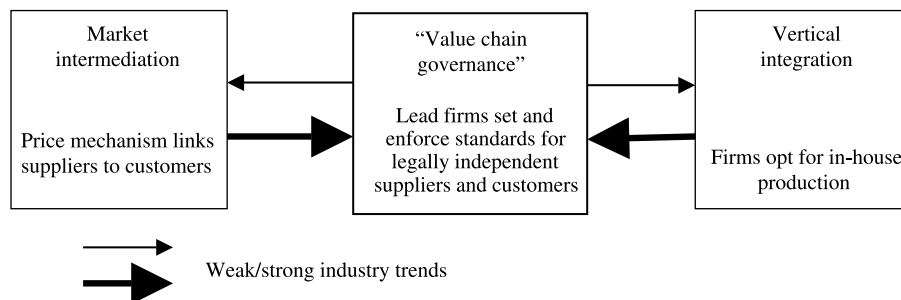 Market
intermediation
Price mechanism links
suppliers to customers
“Value chain
governance”
Lead firms set and
enforce standards for
legally independent
suppliers and customers
Vertical
integration
Firms opt for in-house
production
Weak/strong industry trends